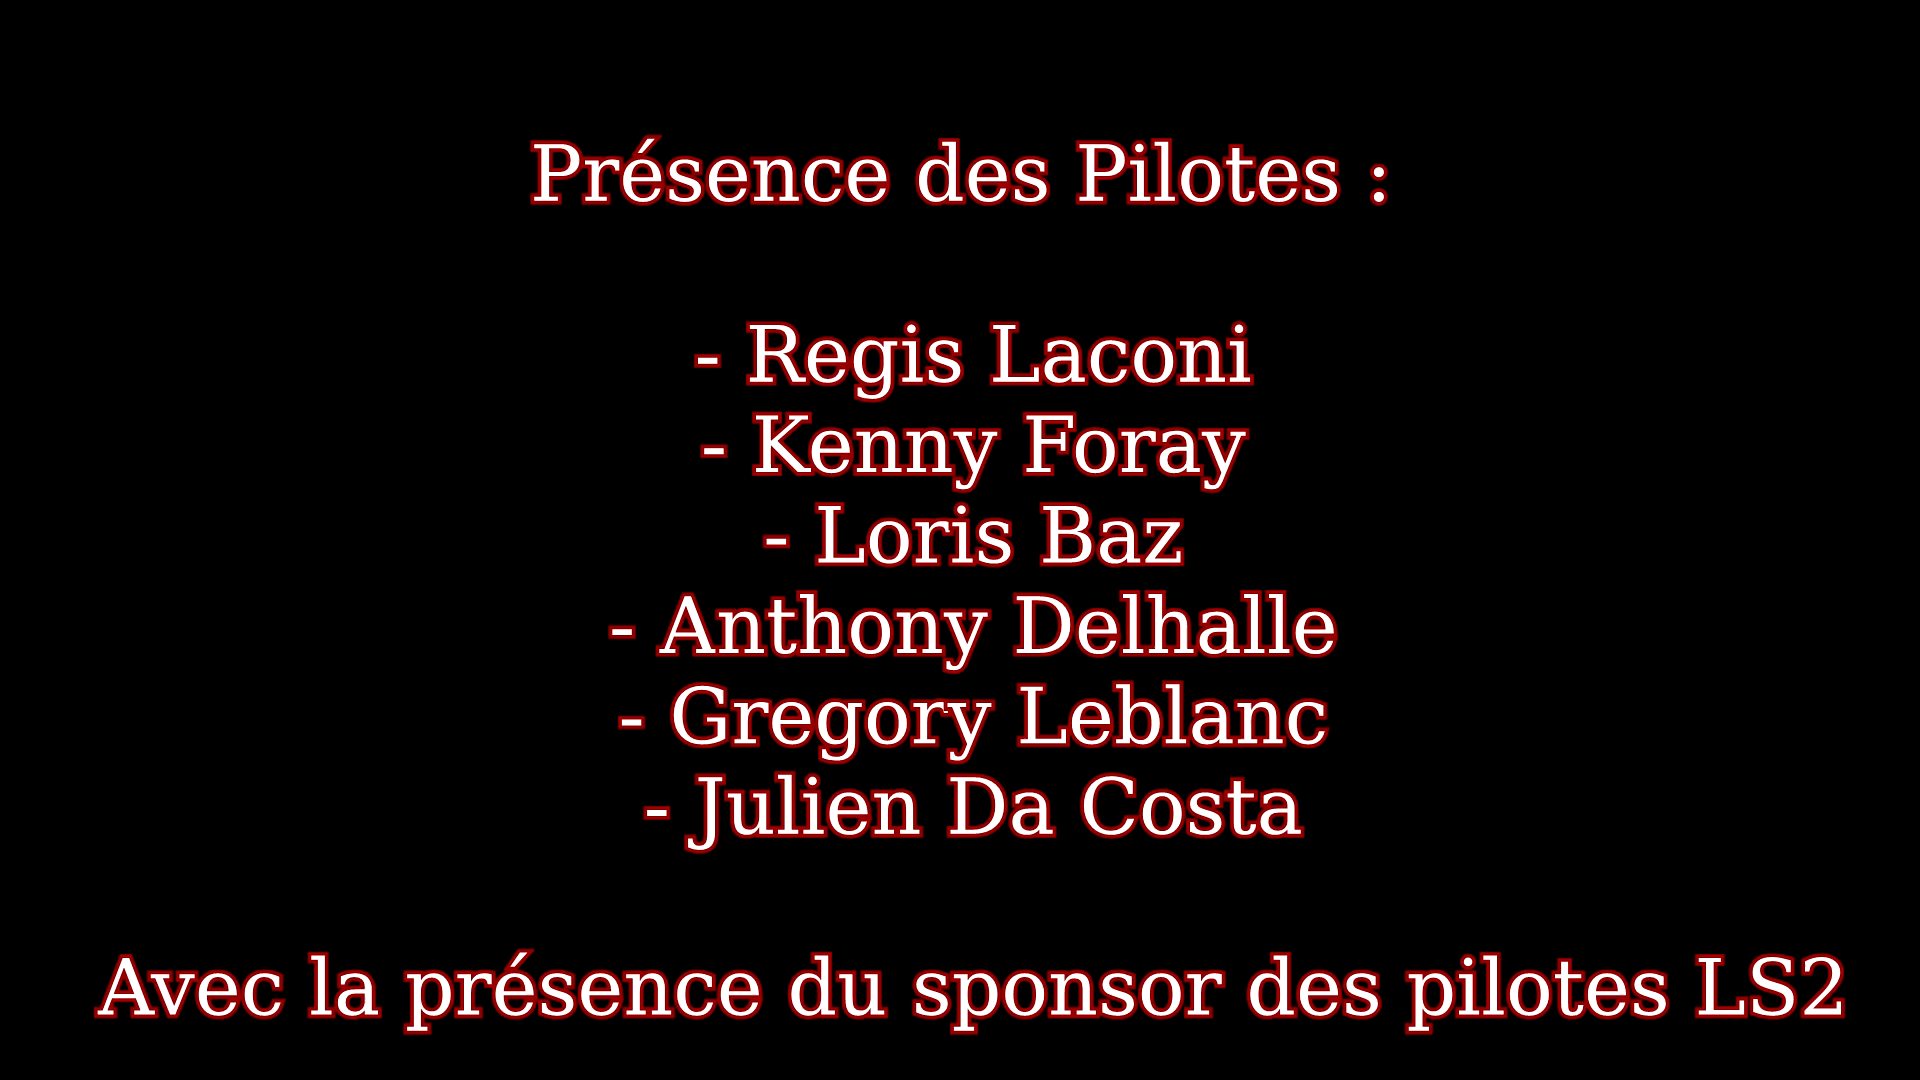 Présence des Pilotes :
- Regis Laconi
- Kenny Foray
- Loris Baz
- Anthony Delhalle
- Gregory Leblanc
- Julien Da Costa
Avec la présence du sponsor des pilotes LS2